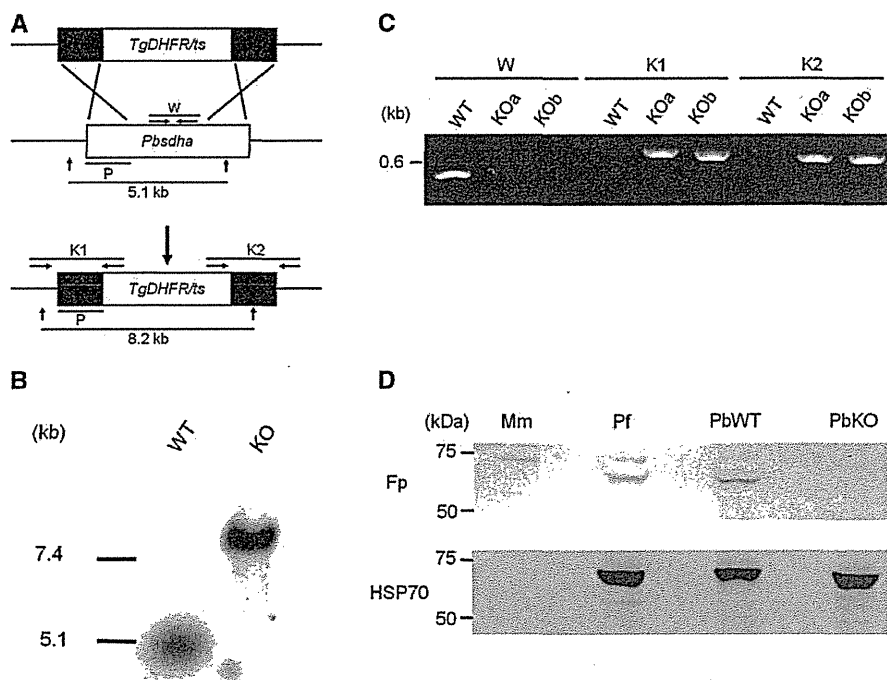 A
TgDHFR/ts
W
Pbsdha
P
5.1 kb
K1
K2
TgDHFR/ts
P
8.2 kb
B
(kb)
WT
KO
7.4
5.1
C
W
K1
K2
(kb)
WT
KOa
KOb
WT
KOa
KOb
WT
KOa
KOb
0.6
D
(kDa)
Mm
Pf
PbWT
PbKO
75
Fp
50
75
HSP70
50